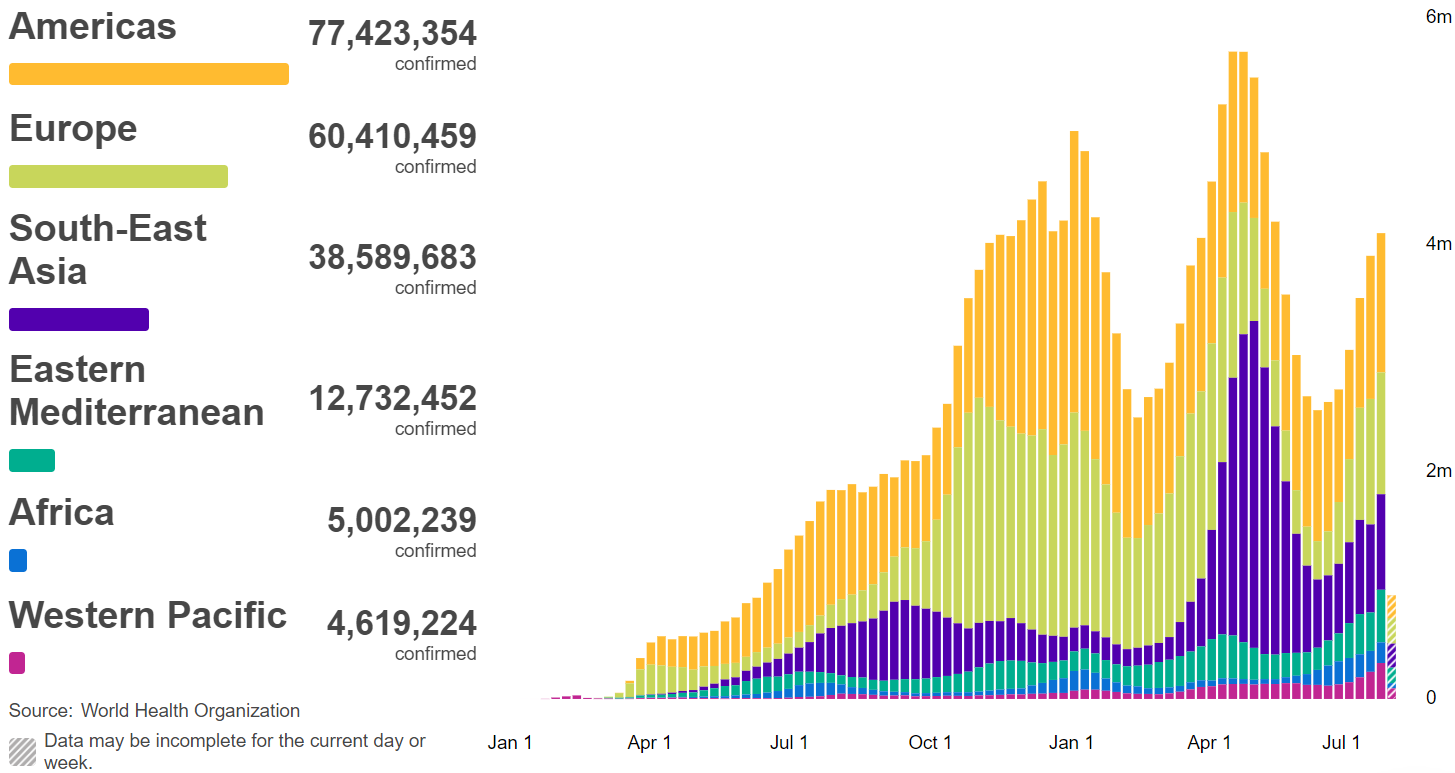 Americas
77,423,354
confirmed
Europe
60,410,459
confirmed
South-East
Asia
38,589,683
confirmed
Eastern
Mediterranean
12,732,452
confirmed
Africa
5,002,239
confirmed
Western Pacific
4,619,224
confirmed
Source: World Health Organization
Data may be incomplete for the current day or
week.
6m
4m
2m
0
Jan 1
Apr 1
Jul 1
Oct 1
Jan 1
Apr 1
Jul 1